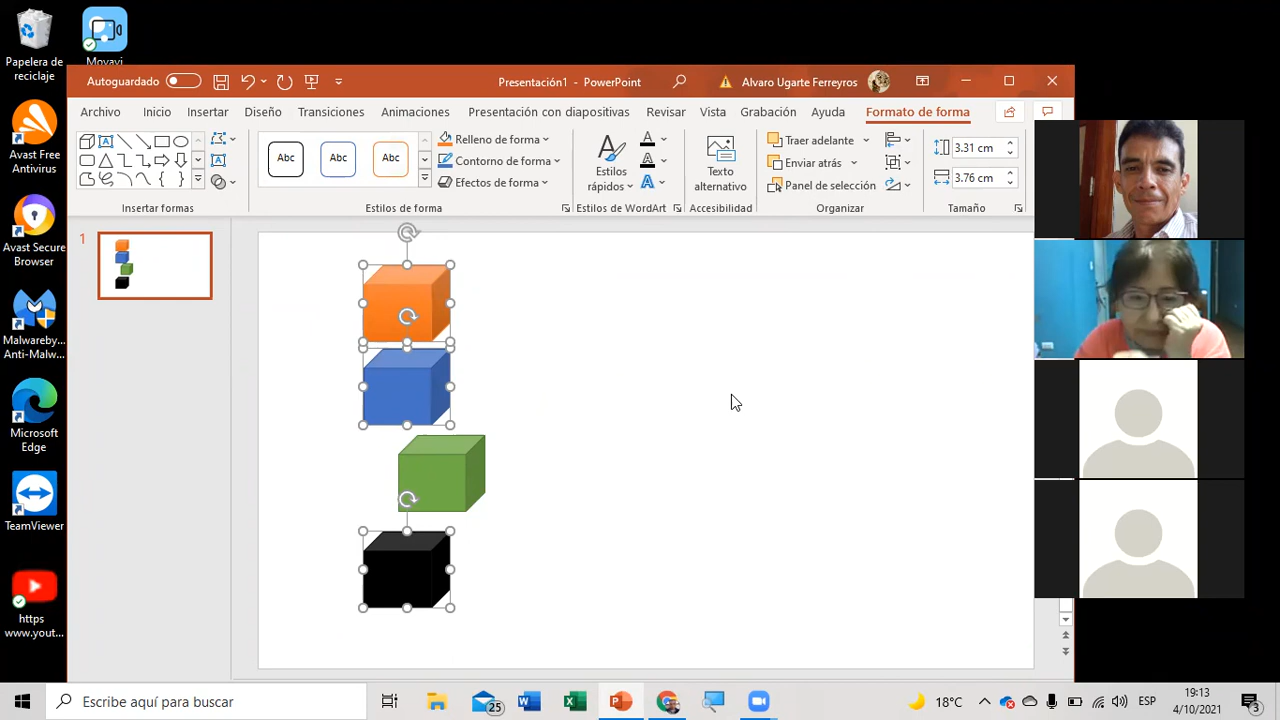 Papelera de
reciclaje
Movavi
Avast Free
Antivirus
Avast Secure
Browser
Malwareby...
Anti-Malw...
Microsoft
Edge
TeamViewer
https
www.yout...
Autoguardado
Presentación1 - PowerPoint
Alvaro Ugarte Ferreyros
Archivo Inicio Insertar Diseño Transiciones Animaciones Presentación con diapositivas Revisar Vista Grabación Ayuda Formato de forma
Abc Abc Abc
Relleno de forma
Contorno de forma
Efectos de forma
Estilos
rápidos
Texto
alternativo
Traer adelante
Enviar atrás
Panel de selección
3.31 cm
3.76 cm
Insertar formas Estilos de forma Estilos de WordArt Accesibilidad Organizar Tamaño
1
Escribe aquí para buscar
25
18°C
ESP
19:13
4/10/2021
3